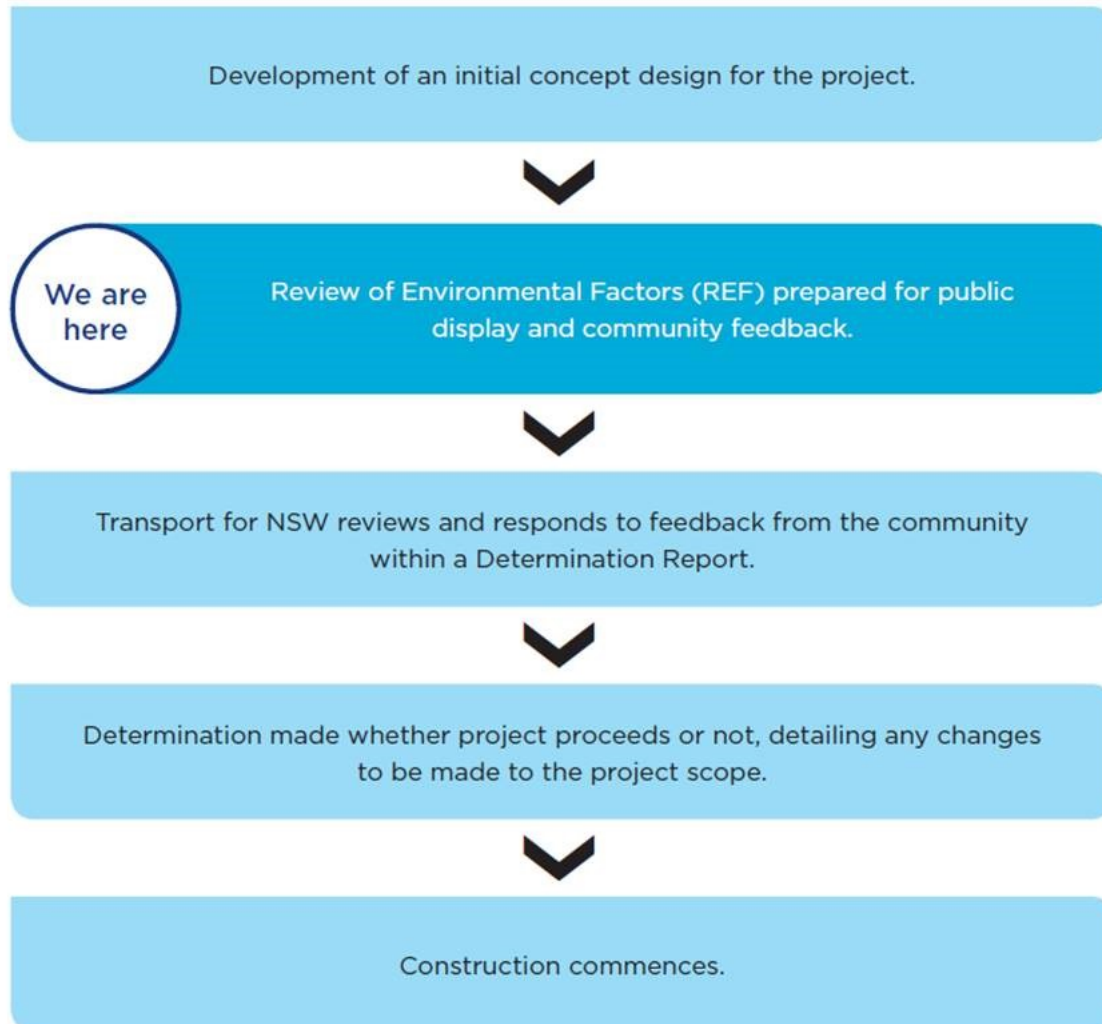 Development of an initial concept design for the project.
We are
here
Review of Environmental Factors (REF) prepared for public
display and community feedback.
Transport for NSW reviews and responds to feedback from the community
within a Determination Report.
Determination made whether project proceeds or not, detailing any changes
to be made to the project scope.
Construction commences.